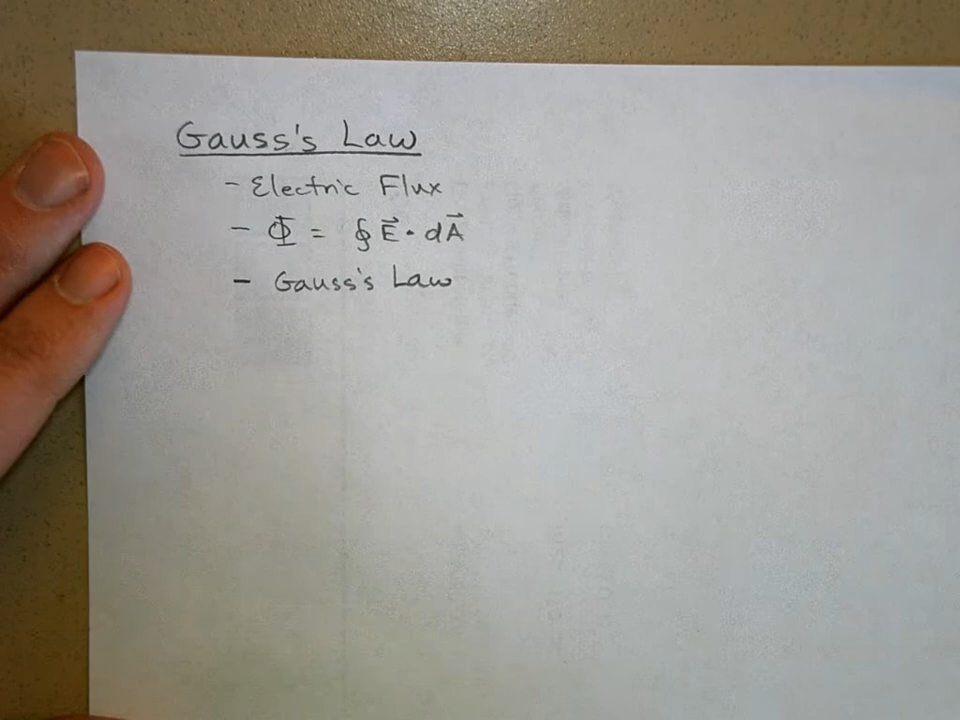 Gauss's Law
- Electric Flux
- Φ = ∮ E⃗ · dA⃗
- Gauss's Law